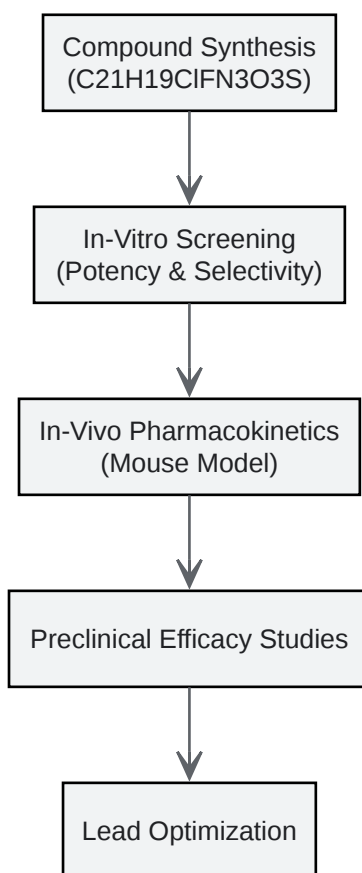 Compound Synthesis
(C21H19ClFN3O3S)
In-Vitro Screening
(Potency & Selectivity)
In-Vivo Pharmacokinetics
(Mouse Model)
Preclinical Efficacy Studies
Lead Optimization